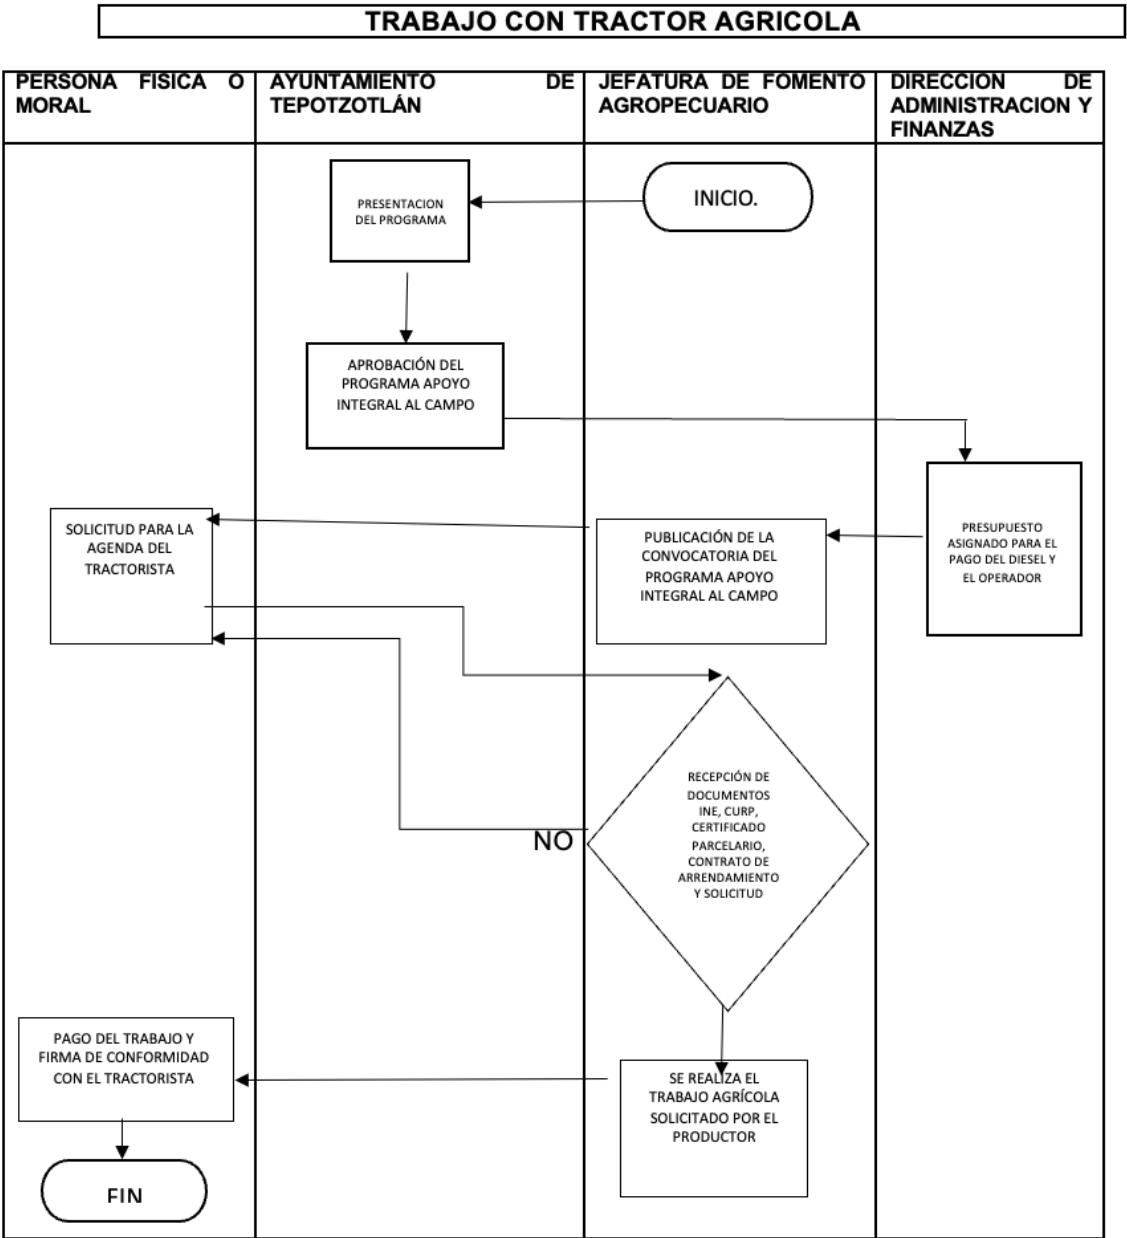 TRABAJO CON TRACTOR AGRICOLA
PERSONA FISICA O
MORAL
AYUNTAMIENTO DE
TEPOTZOTLÁN
JEFATURA DE FOMENTO
AGROPECUARIO
DIRECCION DE
ADMINISTRACION Y
FINANZAS
INICIO.
PRESENTACION
DEL PROGRAMA
APROBACIÓN DEL
PROGRAMA APOYO
INTEGRAL AL CAMPO
PRESUPUESTO
ASIGNADO PARA EL
PAGO DEL DIESEL Y
EL OPERADOR
PUBLICACIÓN DE LA
CONVOCATORIA DEL
PROGRAMA APOYO
INTEGRAL AL CAMPO
SOLICITUD PARA LA
AGENDA DEL
TRACTORISTA
RECEPCIÓN DE
DOCUMENTOS
INE, CURP,
CERTIFICADO
PARCELARIO,
CONTRATO DE
ARRENDAMIENTO
Y SOLICITUD
NO
SE REALIZA EL
TRABAJO AGRÍCOLA
SOLICITADO POR EL
PRODUCTOR
PAGO DEL TRABAJO Y
FIRMA DE CONFORMIDAD
CON EL TRACTORISTA
FIN